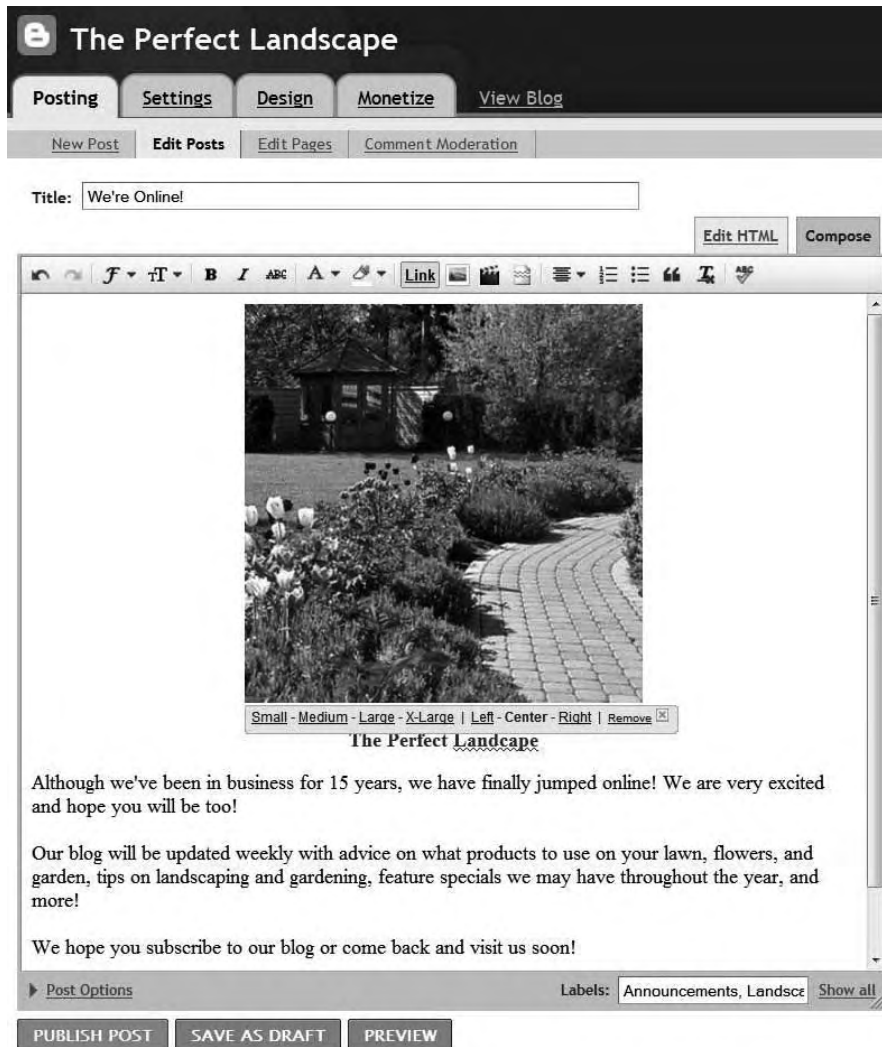 The Perfect Landscape
Posting Settings Design Monetize View Blog
New Post Edit Posts Edit Pages Comment Moderation
Title: We're Online!
Edit HTML Compose
F T B I ABC A Link ABC
Small - Medium - Large - X-Large | Left - Center - Right | Remove
The Perfect Landcape
Although we've been in business for 15 years, we have finally jumped online! We are very excited
and hope you will be too!
Our blog will be updated weekly with advice on what products to use on your lawn, flowers, and
garden, tips on landscaping and gardening, feature specials we may have throughout the year, and
more!
We hope you subscribe to our blog or come back and visit us soon!
Post Options Labels: Announcements, Landsca Show all
PUBLISH POST SAVE AS DRAFT PREVIEW